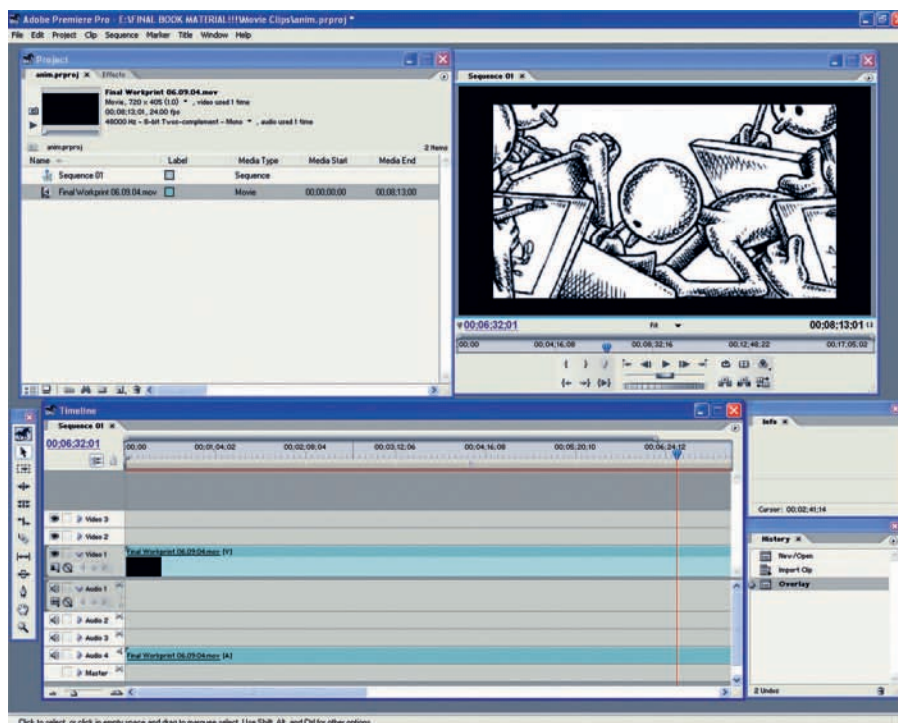 Adobe Premiere Pro - E:\FINAL BOOK MATERIAL!!!\Movie Clips\anim.prproj *
File Edit Project Clip Sequence Marker Title Window Help
Project
anim.prproj Effects
Final Workprint 06.09.04.mov
Movie, 720 x 405 (1.0) , video used 1 time
00;08;13;01, 24.00 fps
48000 Hz - 8-bit Two-complement - Mono , audio used 1 time
anim.prproj 2 Items
Name Label Media Type Media Start Media End
Sequence 01 Sequence
Final Workprint 06.09.04.mov Movie 00;00;00;00 00;08;13;00
Sequence 01
00;06;32;01 Fit 00;08;13;01
00;00 00;04;16;08 00;08;32;16 00;12;48;22 00;17;05;02
Timeline
Sequence 01
00;06;32;01 00;00 00;01;04;02 00;02;08;04 00;03;12;06 00;04;16;08 00;05;20;10 00;06;24;12
Video 3
Video 2
Video 1 Final Workprint 06.09.04.mov [V]
Audio 1
Audio 2
Audio 3
Audio 4 Final Workprint 06.09.04.mov [A]
Master
Info
Cursor: 00;02;41;14
History
New/Open
Import Clip
Overlay
2 Undos
Click to select, or click in empty space and drag to marquee select. Use Shift, Alt, and Ctrl for other options.